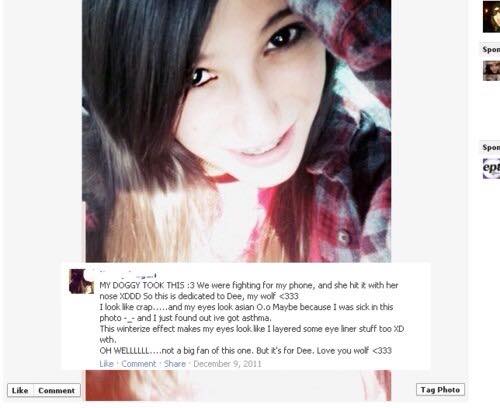 Spon
MY DOGGY TOOK THIS :3 We were fighting for my phone, and she hit it with her
nose XDDD So this is dedicated to Dee, my wolf <333
I look like crap.....and my eyes look asian O.o Maybe because I was sick in this
photo -_- and I just found out ive got asthma.
This winterize effect makes my eyes look like I layered some eye liner stuff too XD
wth.
OH WELLLLLL....not a big fan of this one. But it's for Dee. Love you wolf <333
Like · Comment · Share · December 9, 2011
Like Comment
Tag Photo
Spon
ept